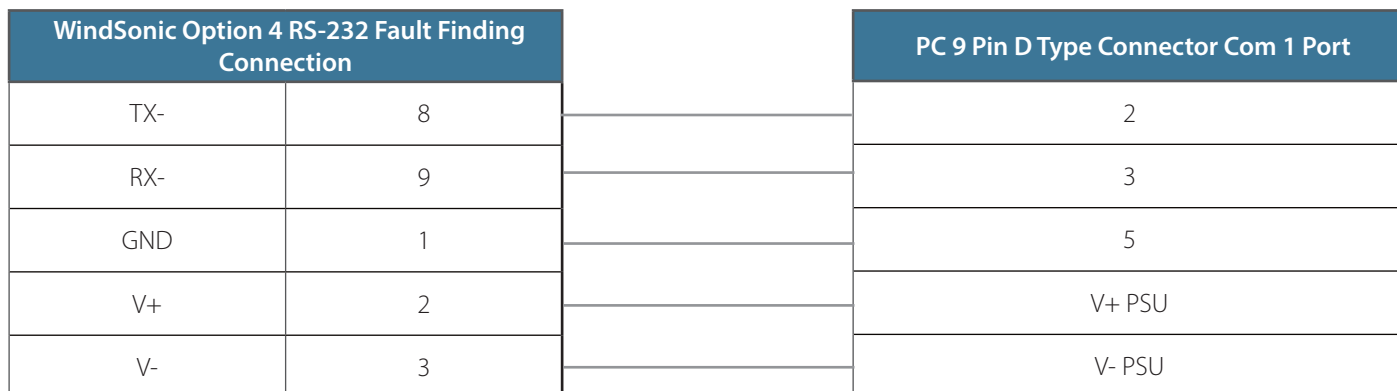 WindSonic Option 4 RS-232 Fault Finding
Connection
PC 9 Pin D Type Connector Com 1 Port
TX- 8 2
RX- 9 3
GND 1 5
V+ 2 V+ PSU
V- 3 V- PSU